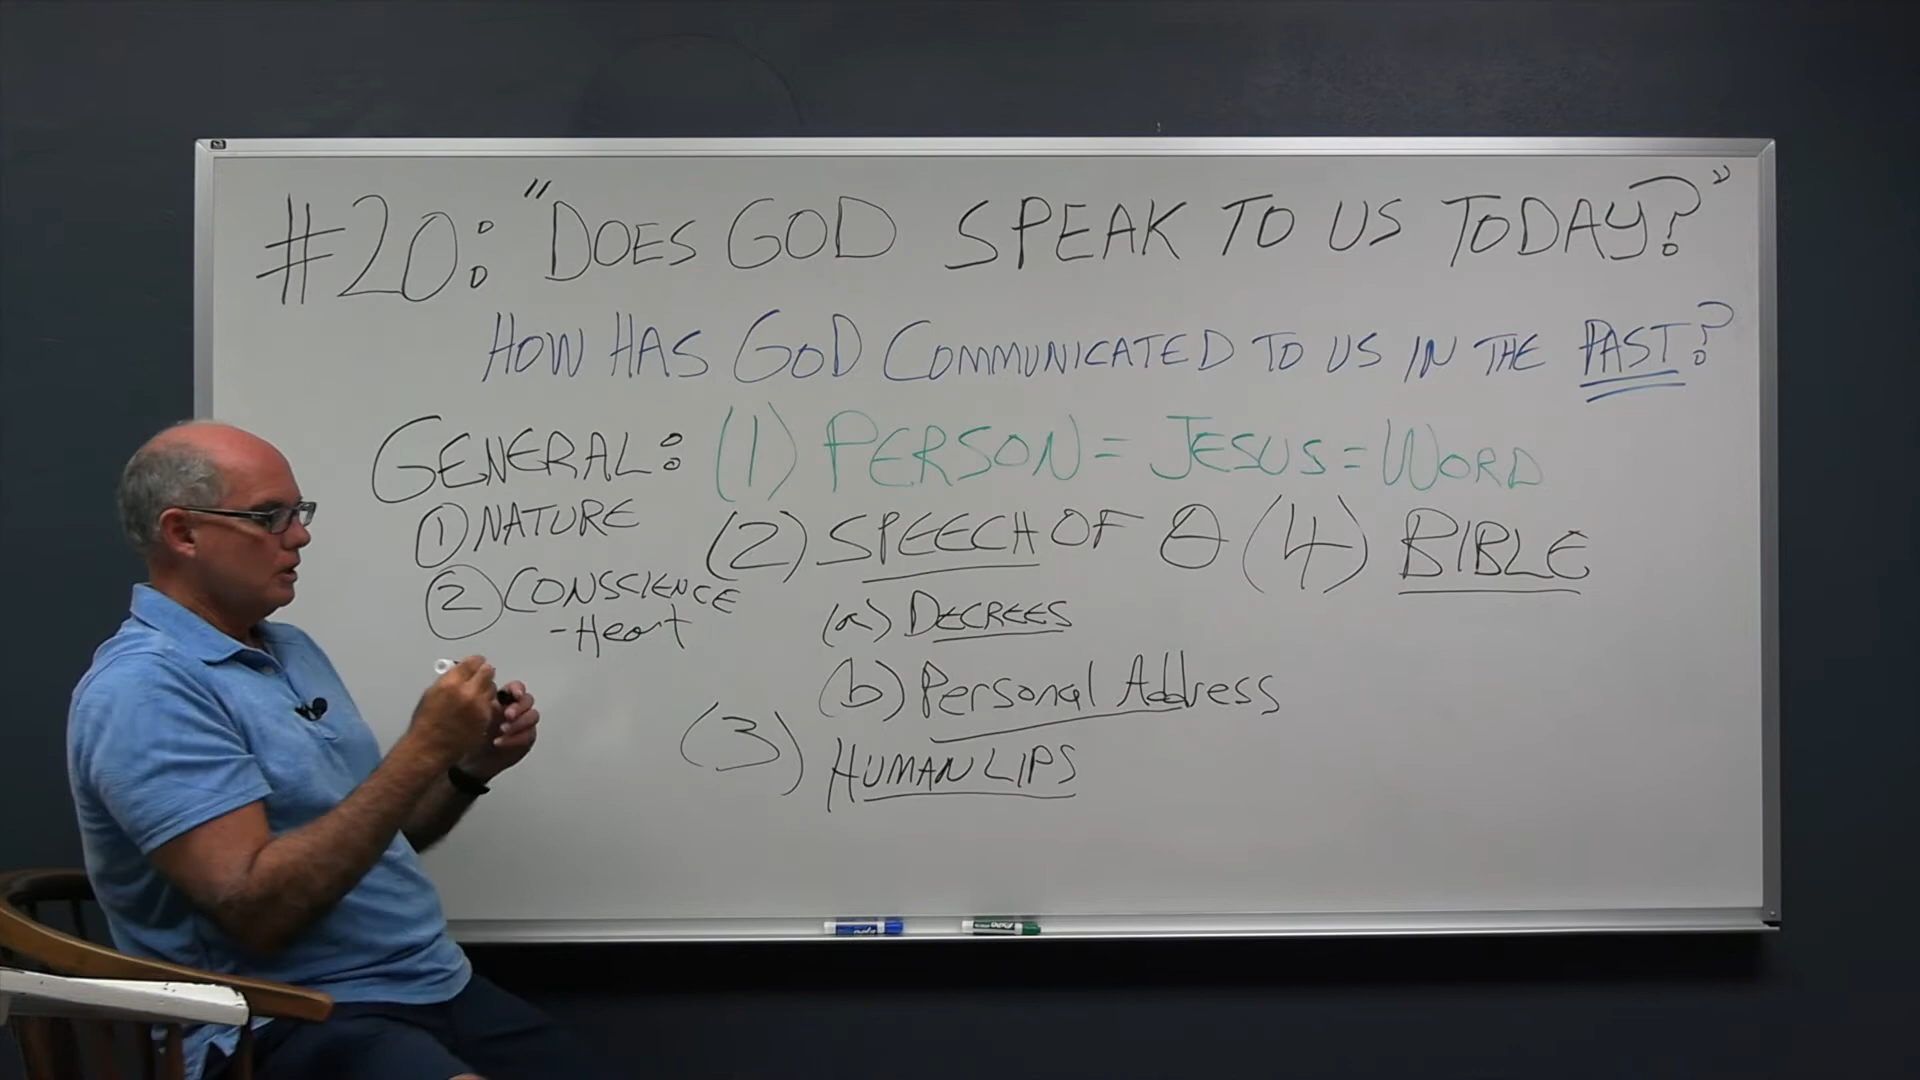 #20: "DOES GOD SPEAK TO US TODAY?"
HOW HAS GOD COMMUNICATED TO US IN THE PAST?
GENERAL: (1) PERSON = JESUS = WORD
① NATURE
② CONSCIENCE
- Heart
(2) SPEECH OF Θ
(a) DECREES
(b) Personal Address
(3) HUMAN LIPS
(4) BIBLE
EXPO